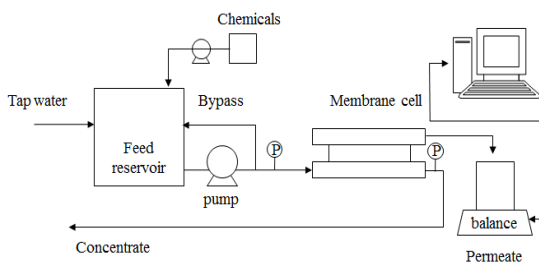 Chemicals
Tap water
Bypass
Membrane cell
Feed
reservoir
P
P
pump
balance
Concentrate
Permeate